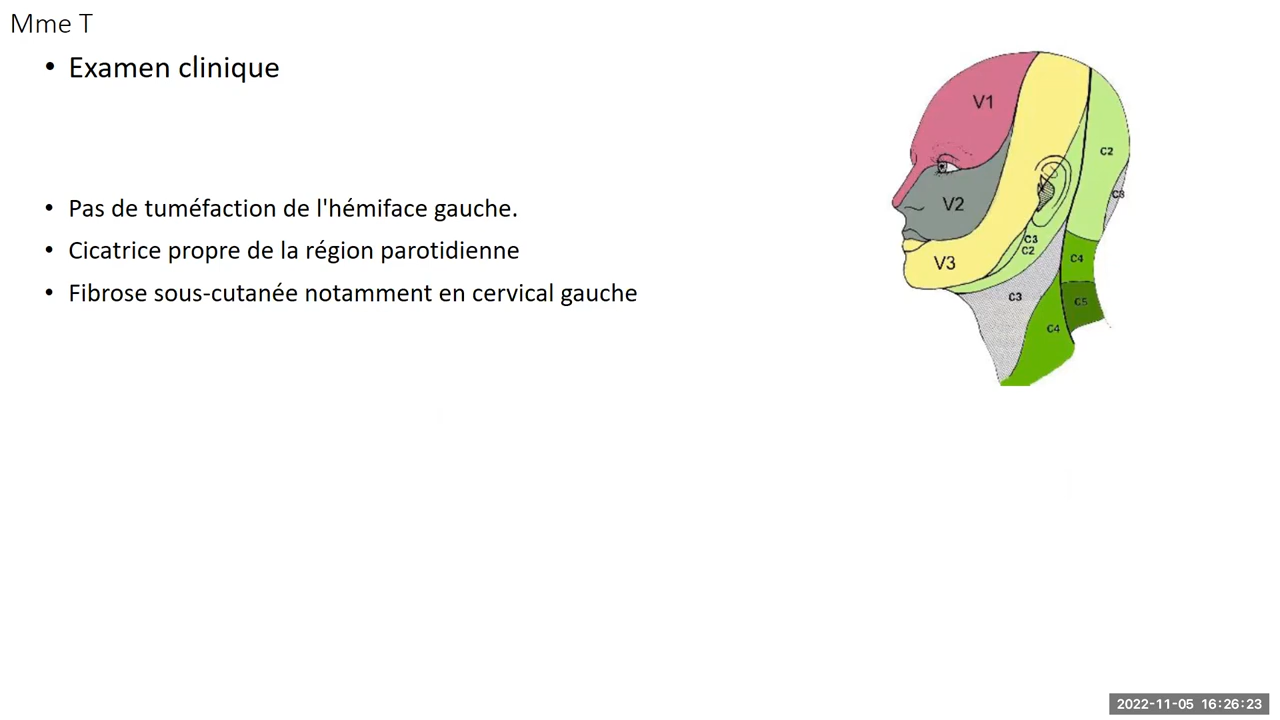 Mme T
• Examen clinique
• Pas de tuméfaction de l'hémiface gauche.
• Cicatrice propre de la région parotidienne
• Fibrose sous-cutanée notamment en cervical gauche
V1
C2
C3
V2
C3
C2
V3
C4
C3
C5
C4
2022-11-05 16:26:23